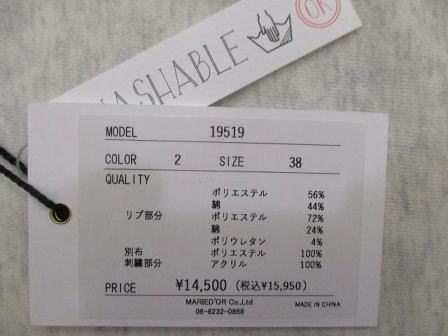 OK
WASHABLE
MODEL 19519
COLOR 2 SIZE 38
QUALITY
ポリエステル 56%
綿 44%
リブ部分 ポリエステル 72%
綿 24%
ポリウレタン 4%
別布 ポリエステル 100%
刺繍部分 アクリル 100%
PRICE ¥14,500 (税込¥15,950)
MARIED'OR Co.,Ltd
06-6232-0868
MADE IN CHINA